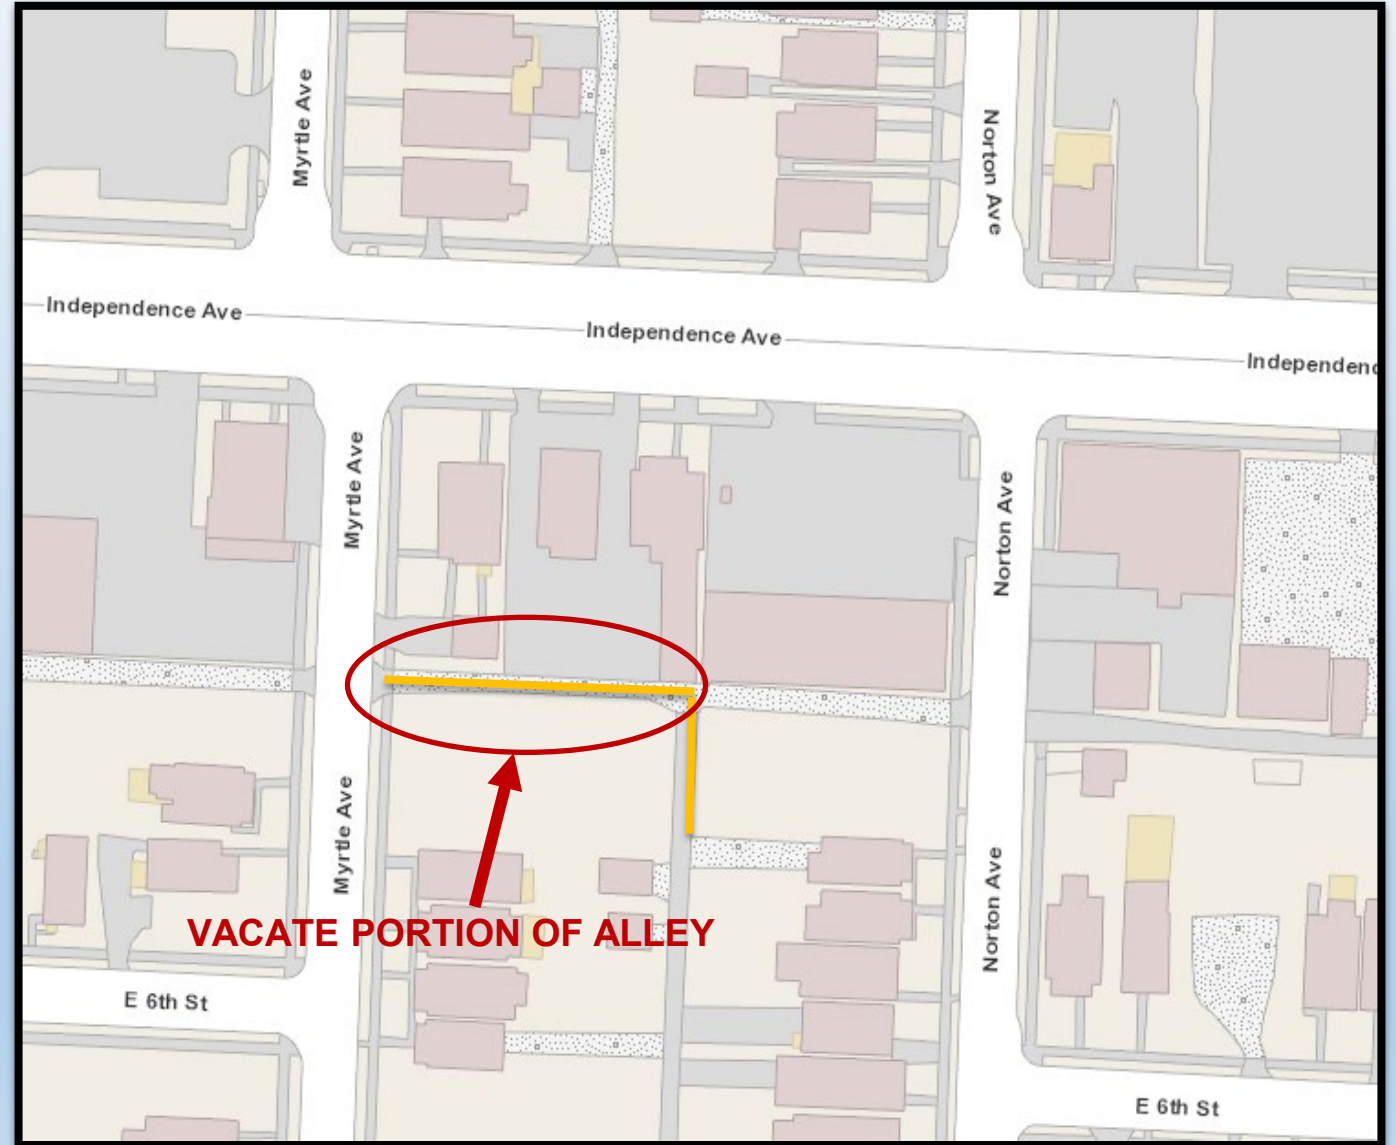 Myrtle Ave
Norton Ave
Independence Ave
Independence Ave
Independenc
Myrtle Ave
Norton Ave
Myrtle Ave
Norton Ave
VACATE PORTION OF ALLEY
E 6th St
E 6th St